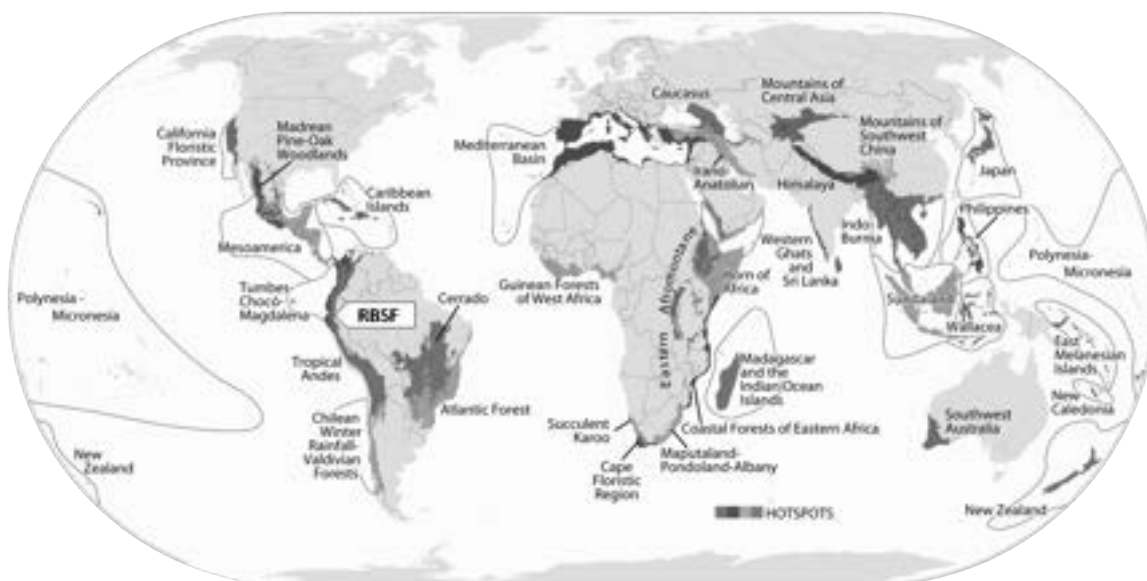 California
Floristic
Province
Madrean
Pine-Oak
Woodlands
Caribbean
Islands
Mesoamerica
Polynesia -
Micronesia
Tumbes-
Chocó-
Magdalena
RBSF
Cerrado
Tropical
Andes
Atlantic Forest
Chilean
Winter
Rainfall-
Valdivian
Forests
New
Zealand
Mediterranean
Basin
Caucasus
Irano-
Anatolian
Mountains of
Central Asia
Mountains of
Southwest
China
Himalaya
Japan
Guinean Forests
of West Africa
Eastern Afromontane
Horn of
Africa
Western
Ghats
and
Sri Lanka
Indo-
Burma
Philippines
Polynesia-
Micronesia
Sundaland
Wallacea
East
Melanesian
Islands
New
Caledonia
Madagascar
and the
Indian Ocean
Islands
Succulent
Karoo
Cape
Floristic
Region
Coastal Forests of Eastern Africa
Maputaland-
Pondoland-Albany
Southwest
Australia
New Zealand
HOTSPOTS